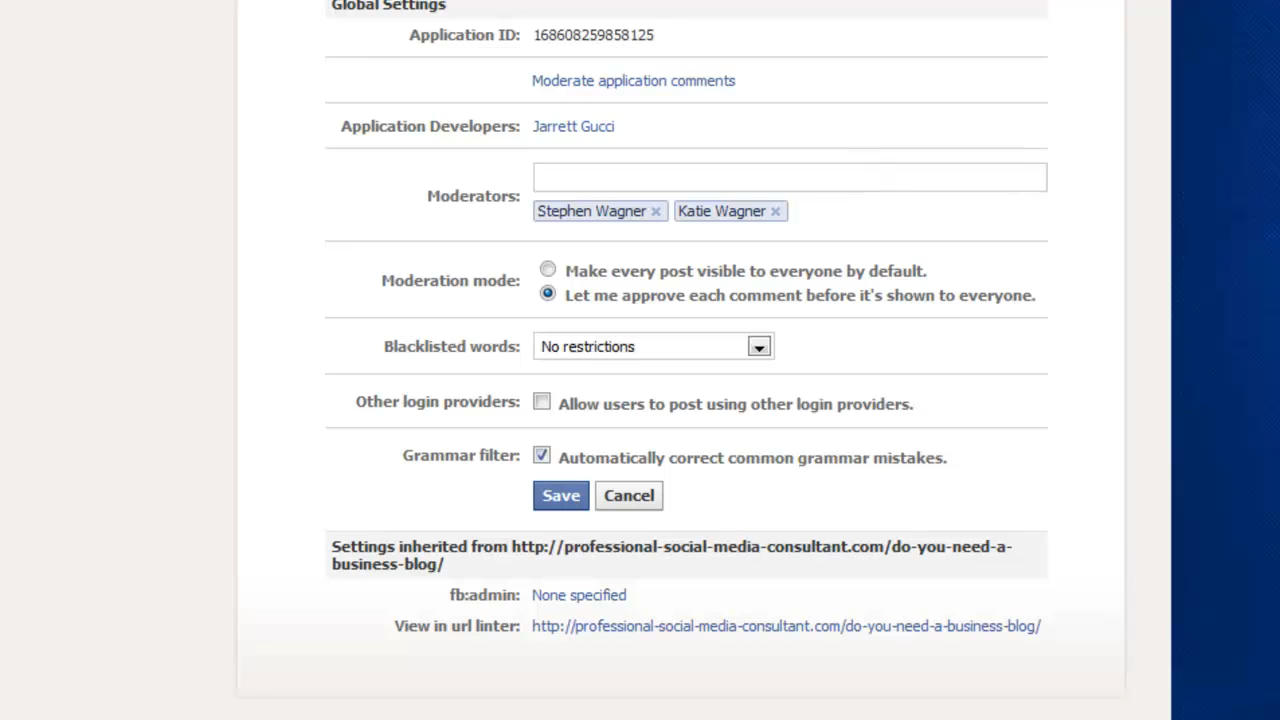 Global Settings
Application ID: 168608259858125
Moderate application comments
Application Developers: Jarrett Gucci
Moderators:
Stephen Wagner × Katie Wagner ×
Moderation mode:
Make every post visible to everyone by default.
Let me approve each comment before it's shown to everyone.
Blacklisted words: No restrictions
Other login providers: Allow users to post using other login providers.
Grammar filter: Automatically correct common grammar mistakes.
Save Cancel
Settings inherited from http://professional-social-media-consultant.com/do-you-need-a-
business-blog/
fb:admin: None specified
View in url linter: http://professional-social-media-consultant.com/do-you-need-a-business-blog/